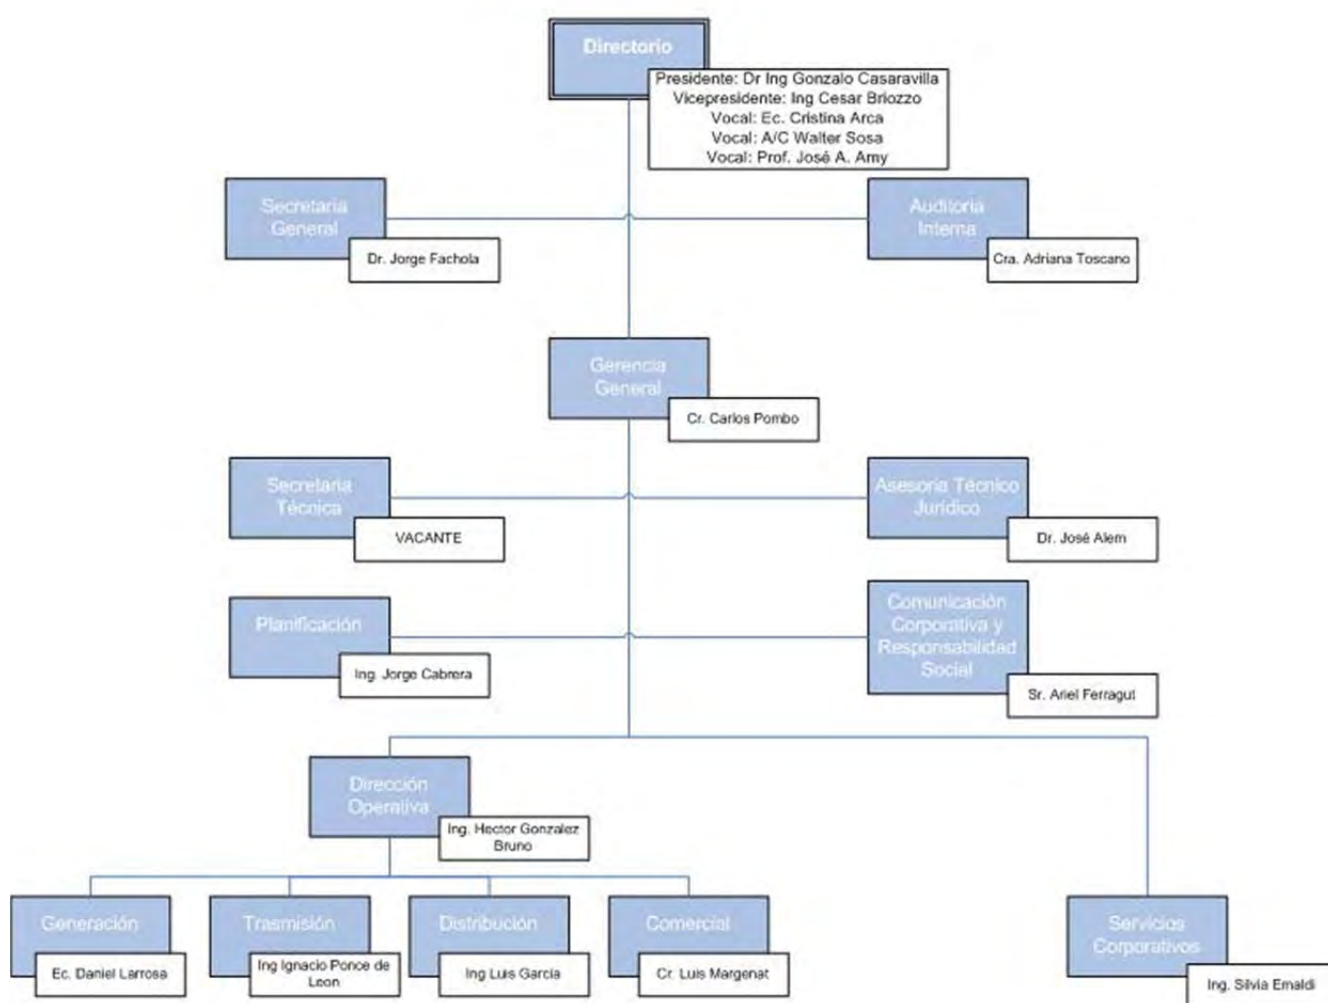 Directorio
Presidente: Dr Ing Gonzalo Casaravilla
Vicepresidente: Ing Cesar Briozzo
Vocal: Ec. Cristina Arca
Vocal: A/C Walter Sosa
Vocal: Prof. José A. Amy
Secretaria
General
Dr. Jorge Fachola
Auditoria
Interna
Cra. Adriana Toscano
Gerencia
General
Cr. Carlos Pombo
Secretaria
Técnica
VACANTE
Asesoria Técnico
Jurídico
Dr. José Alem
Planificación
Ing. Jorge Cabrera
Comunicación
Corporativa y
Responsabilidad
Social
Sr. Ariel Ferragut
Dirección
Operativa
Ing. Hector Gonzalez
Bruno
Generación
Ec. Daniel Larrosa
Trasmisión
Ing Ignacio Ponce de
Leon
Distribución
Ing Luis García
Comercial
Cr. Luis Margenat
Servicios
Corporativos
Ing. Silvia Emaldi